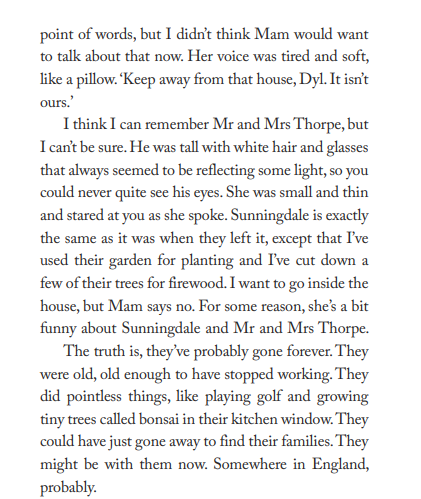 point of words, but I didn’t think Mam would want
to talk about that now. Her voice was tired and soft,
like a pillow. ‘Keep away from that house, Dyl. It isn’t
ours.’
I think I can remember Mr and Mrs Thorpe, but
I can’t be sure. He was tall with white hair and glasses
that always seemed to be reflecting some light, so you
could never quite see his eyes. She was small and thin
and stared at you as she spoke. Sunningdale is exactly
the same as it was when they left it, except that I’ve
used their garden for planting and I’ve cut down a
few of their trees for firewood. I want to go inside the
house, but Mam says no. For some reason, she’s a bit
funny about Sunningdale and Mr and Mrs Thorpe.
The truth is, they’ve probably gone forever. They
were old, old enough to have stopped working. They
did pointless things, like playing golf and growing
tiny trees called bonsai in their kitchen window. They
could have just gone away to find their families. They
might be with them now. Somewhere in England,
probably.